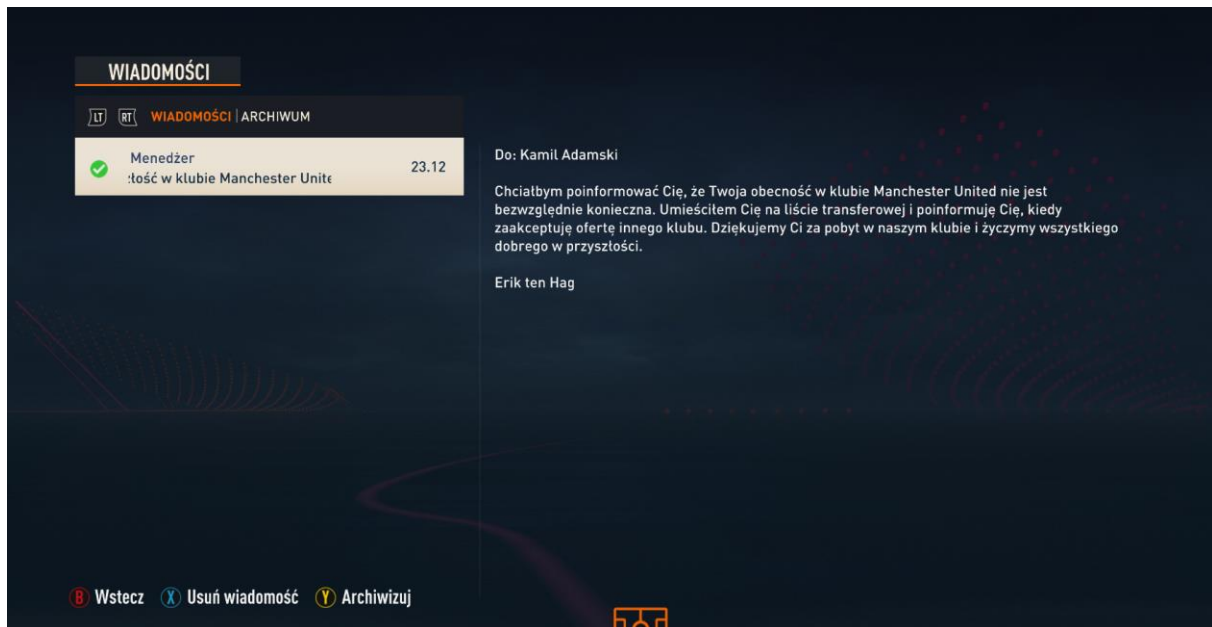 WIADOMOŚCI
LT RT WIADOMOŚCI | ARCHIWUM
Menedżer
łość w klubie Manchester Unite
23.12
Do: Kamil Adamski
Chciałbym poinformować Cię, że Twoja obecność w klubie Manchester United nie jest
bezwzględnie konieczna. Umieściłem Cię na liście transferowej i poinformuję Cię, kiedy
zaakceptuję ofertę innego klubu. Dziękujemy Ci za pobyt w naszym klubie i życzymy wszystkiego
dobrego w przyszłości.
Erik ten Hag
B Wstecz X Usuń wiadomość Y Archiwizuj